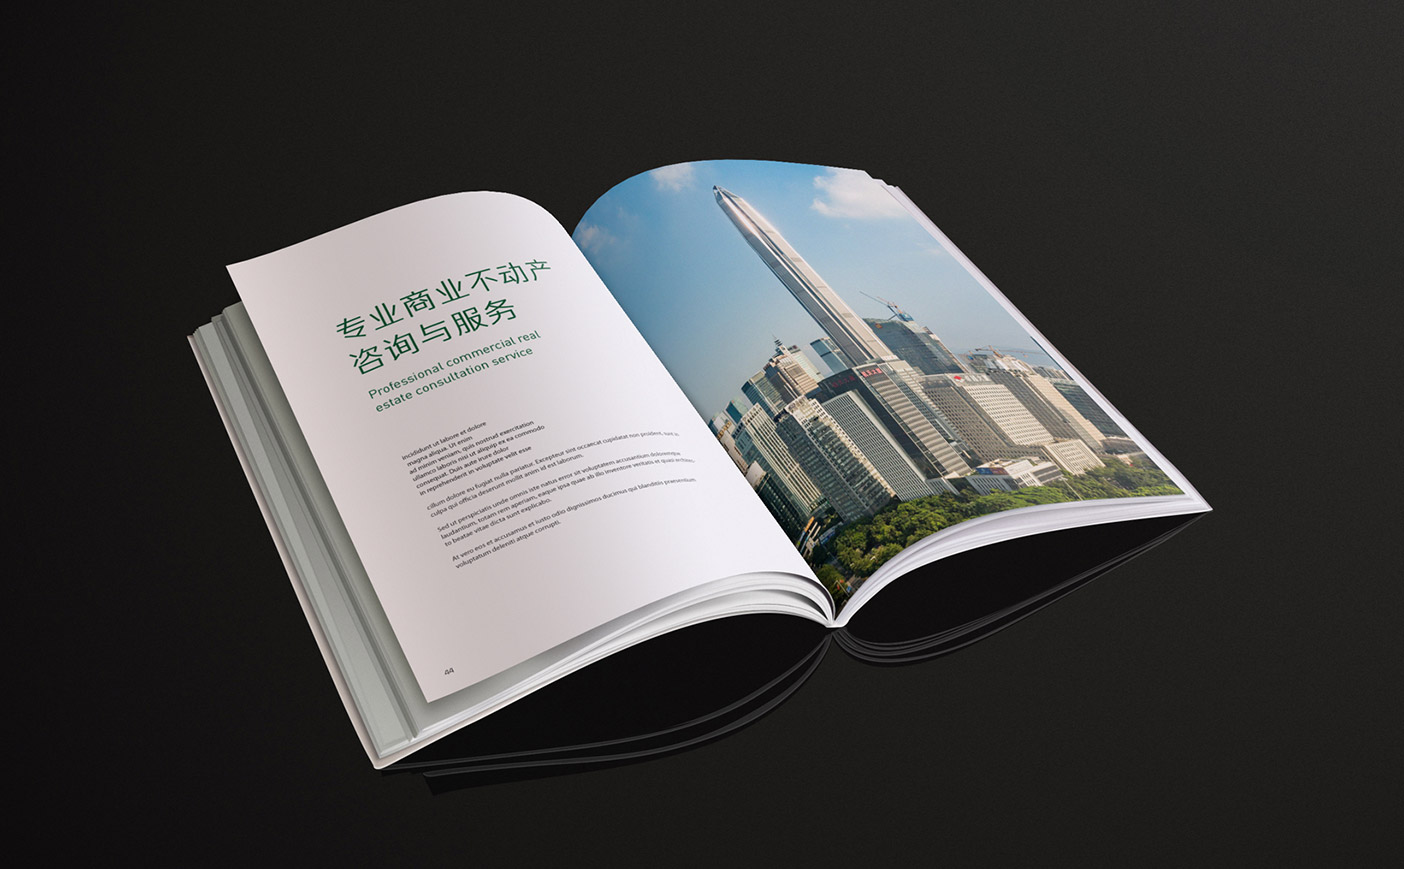 专业商业不动产
咨询与服务
Professional commercial real
estate consultation service
Incididunt ut labore et dolore
magna aliqua. Ut enim
ad minim veniam, quis nostrud exercitation
ullamco laboris nisi ut aliquip ex ea commodo
consequat. Duis aute irure dolor
in reprehenderit in voluptate velit esse
cillum dolore eu fugiat nulla pariatur. Excepteur sint occaecat cupidatat non proident, sunt in
culpa qui officia deserunt mollit anim id est laborum.
Sed ut perspiciatis unde omnis iste natus error sit voluptatem accusantium doloremque
laudantium, totam rem aperiam, eaque ipsa quae ab illo inventore veritatis et quasi
to beatae vitae dicta sunt explicabo.
At vero eos et accusamus et iusto odio dignissimos ducimus qui blanditiis praesentium
voluptatum deleniti atque corrupti.
44